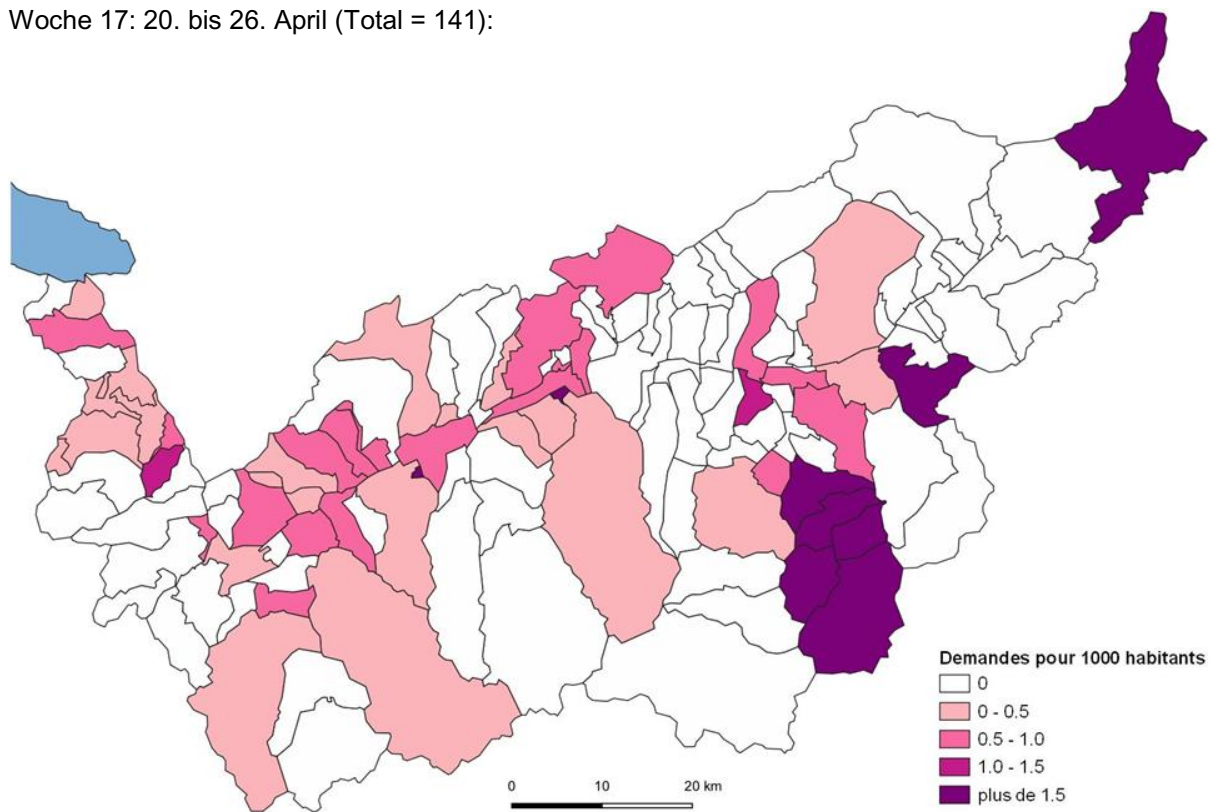 Woche 17: 20. bis 26. April (Total = 141):
Demandes pour 1000 habitants
0
0 - 0.5
0.5 - 1.0
1.0 - 1.5
plus de 1.5
0 10 20 km